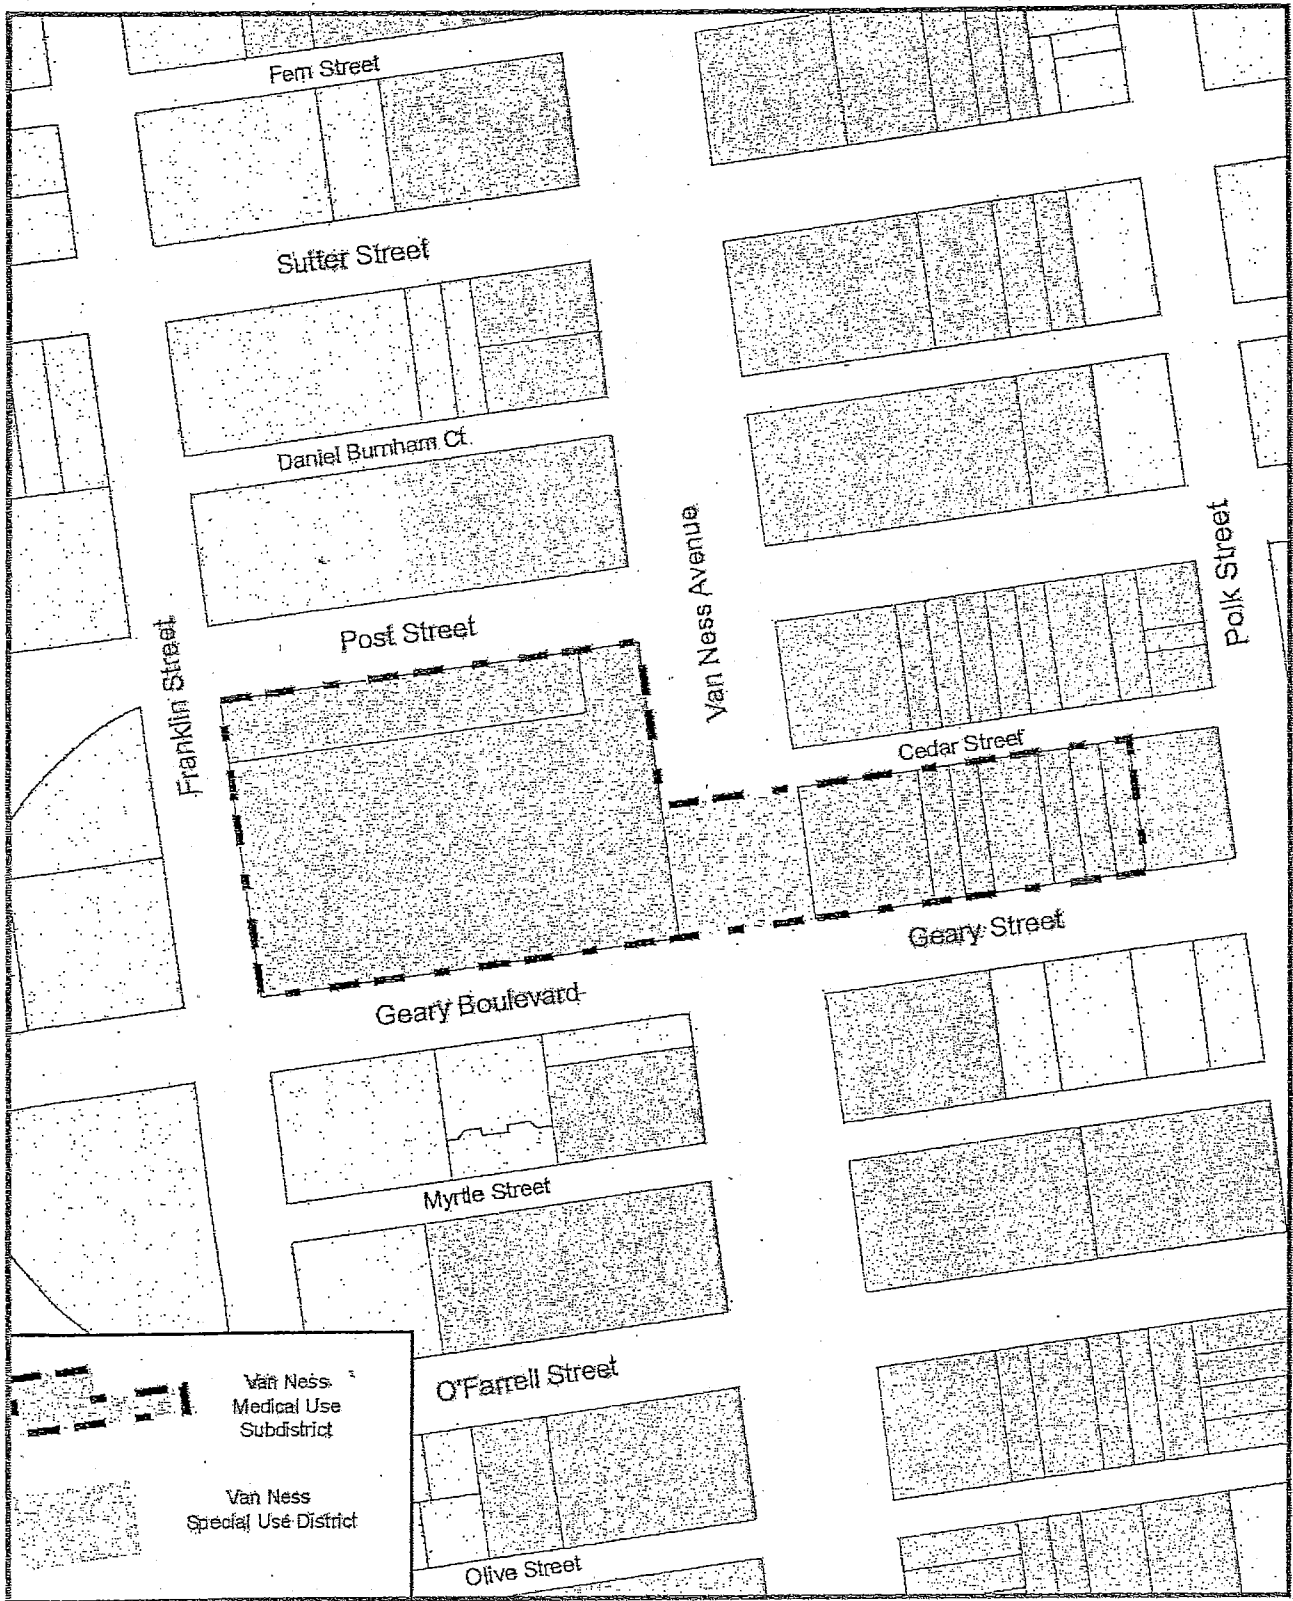 Fern Street
Sutter Street
Daniel Burnham Ct.
Van Ness Avenue
Polk Street
Post Street
Franklin Street
Cedar Street
Geary Street
Geary Boulevard
Myrtle Street
O'Farrell Street
Van Ness
Medical Use
Subdistrict
Van Ness
Special Use District
Olive Street